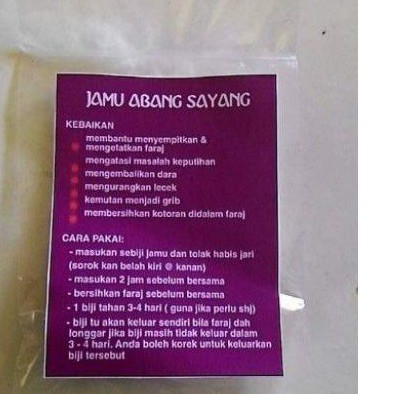 JAMU ABANG SAYANG
KEBAIKAN
membantu menyempitkan &
mengetatkan faraj
mengatasi masalah keputihan
mengembalikan dara
mengurangkan lecek
kemutan menjadi grib
membersihkan kotoran didalam faraj
CARA PAKAI:
- masukan sebiji jamu dan tolak habis jari
(sorok kan belah kiri @ kanan)
- masukan 2 jam sebelum bersama
- bersihkan faraj sebelum bersama
- 1 biji tahan 3-4 hari ( guna jika perlu shj)
- biji tu akan keluar sendiri bila faraj dah
longgar jika biji masih tidak keluar dalam
3 - 4 hari. Anda boleh korek untuk keluarkan
biji tersebut